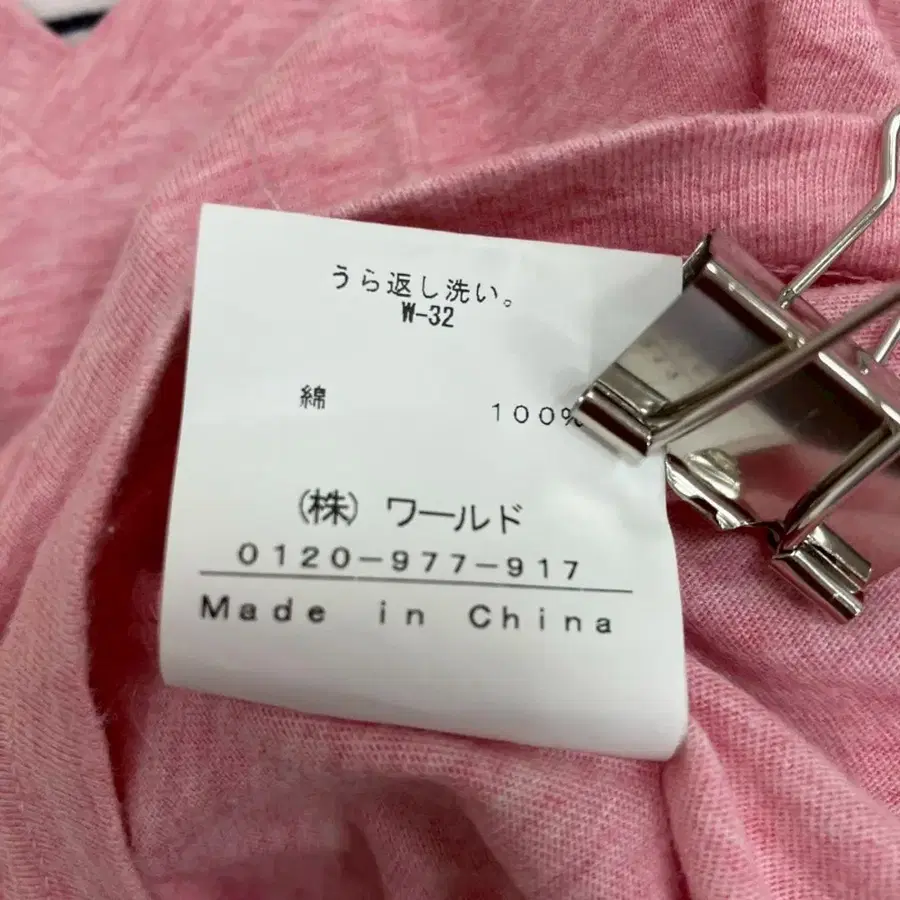 うら返し洗い。
W-32
綿 100%
(株) ワールド
0120-977-917
Made in China